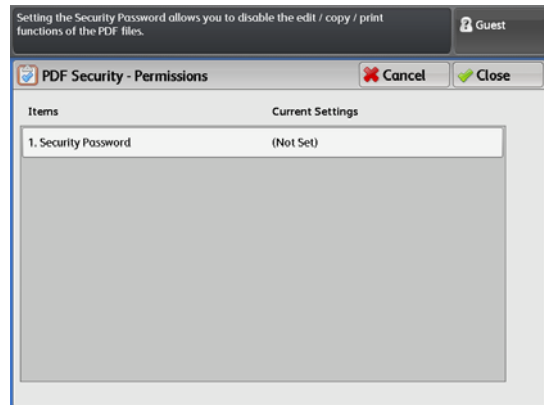 Setting the Security Password allows you to disable the edit / copy / print
functions of the PDF files.
Guest
PDF Security - Permissions
Cancel
Close
Items Current Settings
1. Security Password (Not Set)